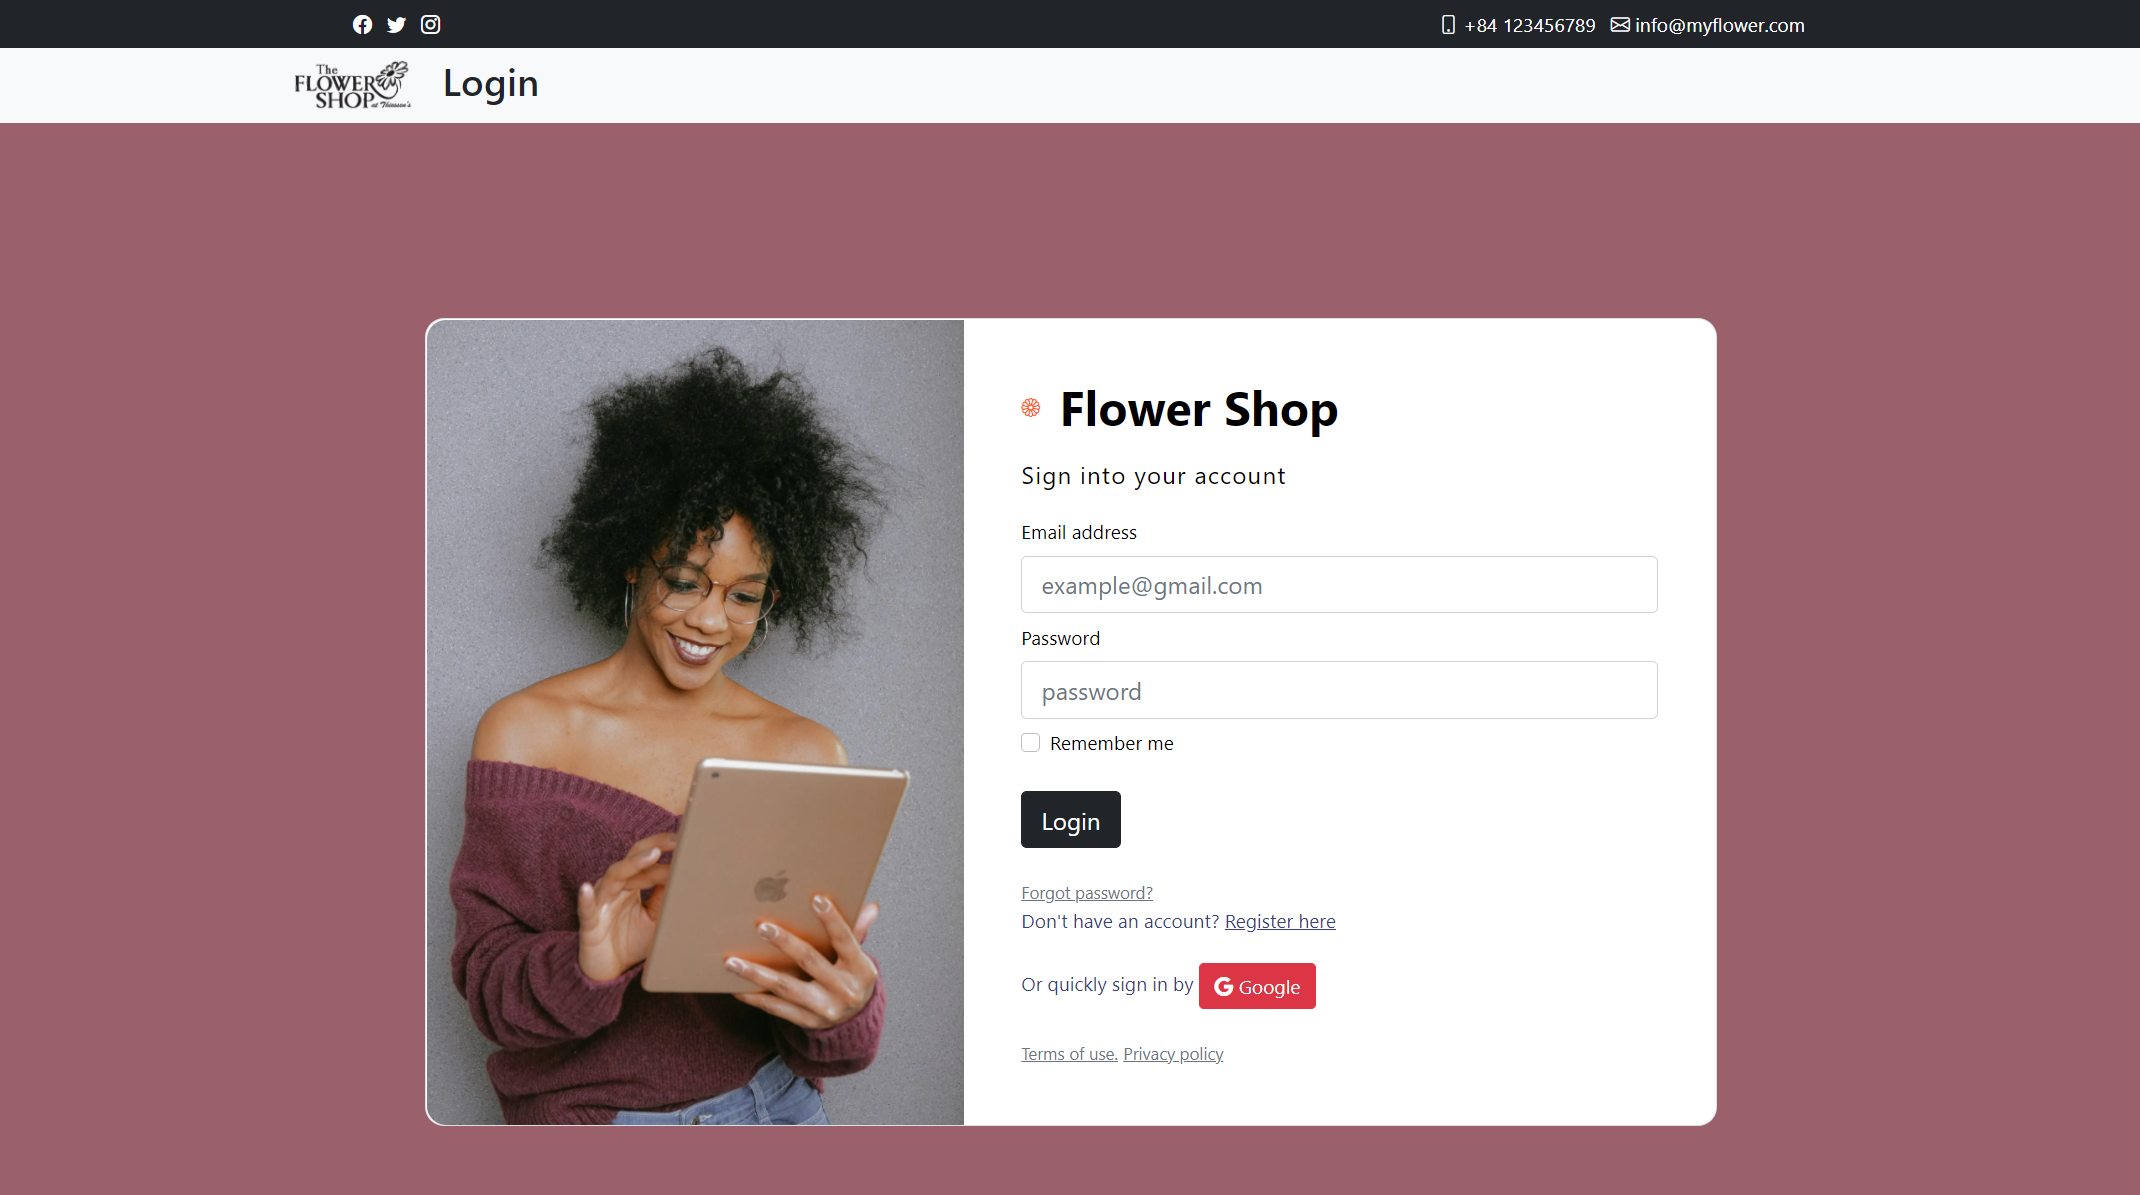 +84 123456789 info@myflower.com
The
FLOWER
SHOP at Thiessen's
Login
Flower Shop
Sign into your account
Email address
example@gmail.com
Password
password
Remember me
Login
Forgot password?
Don't have an account? Register here
Or quickly sign in by Google
Terms of use. Privacy policy